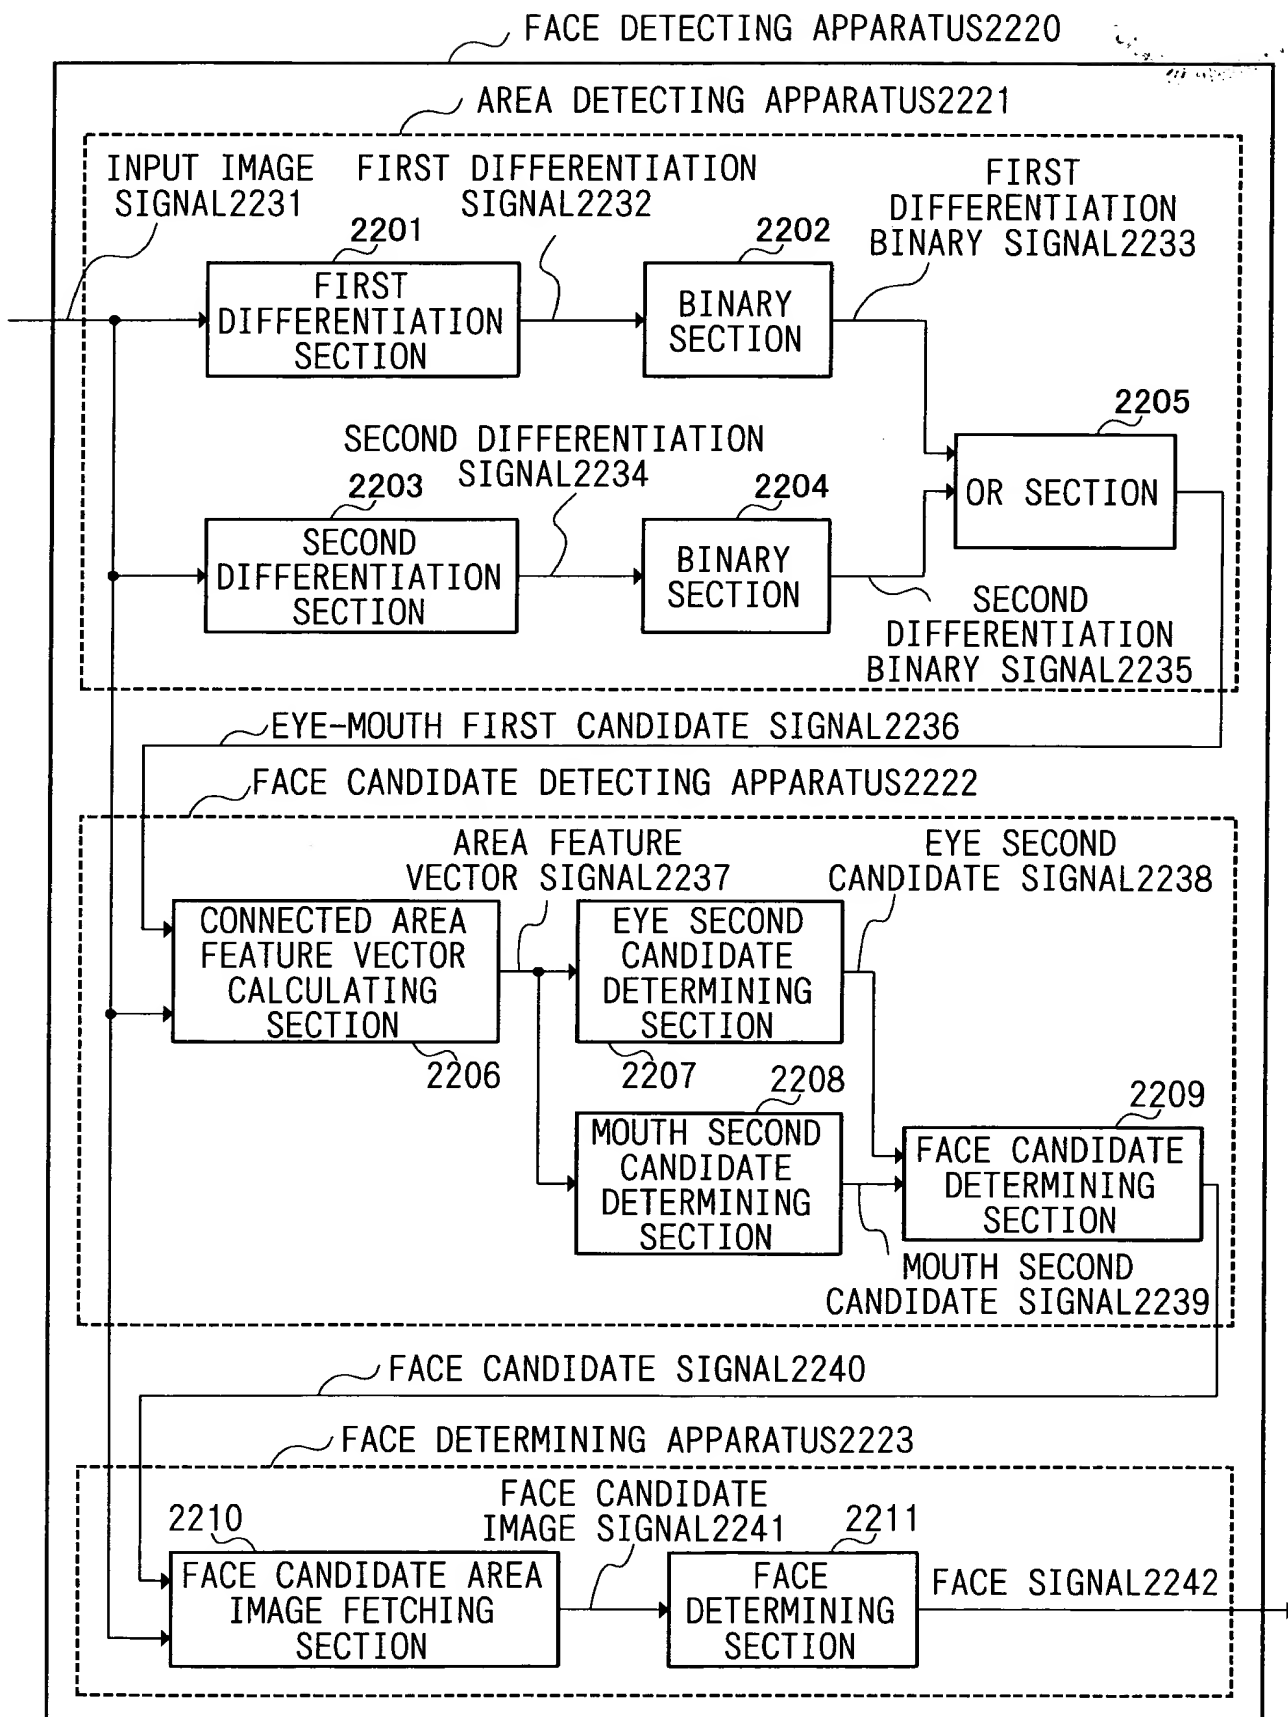 FACE DETECTING APPARATUS2220
AREA DETECTING APPARATUS2221
INPUT IMAGE
SIGNAL2231
FIRST DIFFERENTIATION
SIGNAL2232
FIRST
DIFFERENTIATION
BINARY SIGNAL2233
2201
FIRST
DIFFERENTIATION
SECTION
2202
BINARY
SECTION
2205
OR SECTION
SECOND DIFFERENTIATION
SIGNAL2234
2203
SECOND
DIFFERENTIATION
SECTION
2204
BINARY
SECTION
SECOND
DIFFERENTIATION
BINARY SIGNAL2235
EYE-MOUTH FIRST CANDIDATE SIGNAL2236
FACE CANDIDATE DETECTING APPARATUS2222
AREA FEATURE
VECTOR SIGNAL2237
EYE SECOND
CANDIDATE SIGNAL2238
CONNECTED AREA
FEATURE VECTOR
CALCULATING
SECTION
2206
EYE SECOND
CANDIDATE
DETERMINING
SECTION
2207
2208
MOUTH SECOND
CANDIDATE
DETERMINING
SECTION
2209
FACE CANDIDATE
DETERMINING
SECTION
MOUTH SECOND
CANDIDATE SIGNAL2239
FACE CANDIDATE SIGNAL2240
FACE DETERMINING APPARATUS2223
2210
FACE CANDIDATE AREA
IMAGE FETCHING
SECTION
FACE CANDIDATE
IMAGE SIGNAL2241
2211
FACE
DETERMINING
SECTION
FACE SIGNAL2242